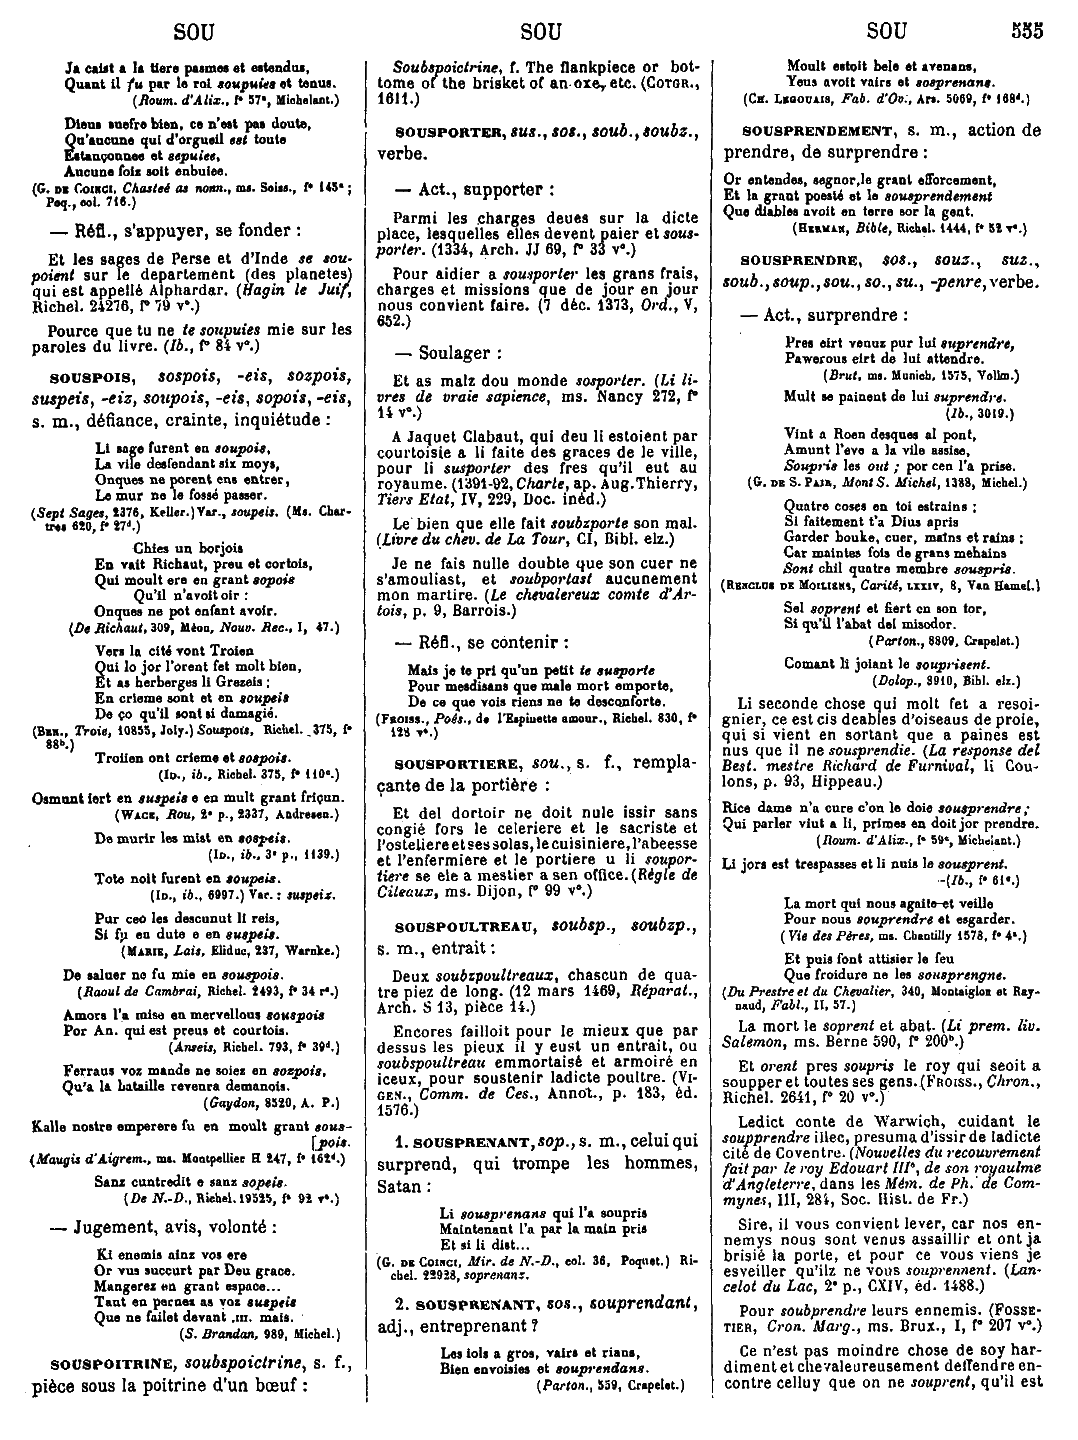 SOU
SOU
SOU 555
Ja caist a la tiere pasmes et estendus,
Quant il fu par le roi soupuies et tenus.
(Roum. d'Alix., f° 57ª, Michelant.)
Dieus suefre bien, ce n'est pas doute,
Qu'aucune qui d'orgueil est toute
Estançonnee et sepuiee,
Aucune foiz soit enbuiee.
(G. DE COINCI, Chasteé as nonn., ms. Soiss., f° 145ª ;
Poq., col. 716.)
— Réfl., s'appuyer, se fonder :
Et les sages de Perse et d'Inde se sou-
poient sur le departement (des planetes)
qui est appellé Alphardar. (Hagin le Juif,
Richel. 24276, f° 79 v°.)
Pource que tu ne te soupuies mie sur les
paroles du livre. (Ib., f° 84 v°.)
SOUSPOIS, sospois, -eis, sozpois,
suspeis, -eiz, soupois, -eis, sopois, -eis,
s. m., défiance, crainte, inquiétude :
Li sage furent en soupois,
La vile desfendant six moys,
Onques ne porent ens entrer,
Le mur ne le fossé passer.
(Sept Sages, 2376, Keller.) Var., soupeis. (Ms. Char-
tres 620, f° 27ᵈ.)
Chies un borjois
En vait Richaut, preu et cortois,
Qui moult ere en grant sopois
Qu'il n'avoit oir :
Onques ne pot enfant avoir.
(De Richaut, 309, Méon, Nouv. Rec., I, 47.)
Vers la cité vont Troien
Qui lo jor l'orent fet molt bien,
Et as herberges li Grezeis ;
En crieme sont et en soupeis
De ço qu'il sont si damagié.
(BEN., Troie, 10855, Joly.) Souspois, Richel. 375, f°
88ᵇ.)
Troilen ont crieme et sospois.
(ID., ib., Richel. 375, f° 110ᵉ.)
Osmunt iert en suspeis e en mult grant friçun.
(WACE, Rou, 2ᵉ p., 2337, Andresen.)
De murir les mist en sospeis.
(ID., ib., 3ᵉ p., 1139.)
Tote noit furent en soupeis.
(ID., ib., 6997.) Var. : suspeix.
Pur ceo les descunut li reis,
Si fu en dute e en suspeis.
(MARIE, Lais, Eliduc, 237, Warnke.)
De saluer ne fu mie en souspois.
(Raoul de Cambrai, Richel. 2493, f° 34 r°.)
Amors l'a mise en merveilous souspois
Por An. qui est preus et courtois.
(Anseis, Richel. 793, f° 39ᵈ.)
Ferraus voz mande ne soiez en sozpois,
Qu'a la bataille revenra demanois.
(Gaydon, 8520, A. P.)
Kalle nostre emperere fu en moult grant sous-
[pois.
(Maugis d'Aigrem., ms. Montpellier H 247, f° 162ᵈ.)
Sanz cuntredit e sanz sopeis.
(De N.-D., Richel. 19525, f° 92 v°.)
— Jugement, avis, volonté :
Ki enemis ainz vos ere
Or vus succurt par Deu grace.
Mangerez en grant espace...
Tant en pernez as voz suspeis
Que ne failet devant .III. mais.
(S. Brandan, 989, Michel.)
SOUSPOITRINE, soubspoictrine, s. f.,
pièce sous la poitrine d'un bœuf :
Soubspoictrine, f. The flankpiece or bot-
tome of the brisket of an oxe, etc. (COTGR.,
1611.)
SOUSPORTER, sus., sos., soub., soubz.,
verbe.
— Act., supporter :
Parmi les charges deues sur la dicte
place, lesquelles elles devent paier et sous-
porter. (1334, Arch. JJ 69, f° 33 v°.)
Pour aidier a sousporter les grans frais,
charges et missions que de jour en jour
nous convient faire. (7 déc. 1373, Ord., V,
652.)
— Soulager :
Et as malz dou monde sosporter. (Li li-
vres de vraie sapience, ms. Nancy 272, f°
14 v°.)
A Jaquet Clabaut, qui deu li estoient par
courtoisie a li faite des graces de le ville,
pour li susporter des fres qu'il eut au
royaume. (1391-92, Charte, ap. Aug. Thierry,
Tiers Etat, IV, 229, Doc. inéd.)
Le bien que elle fait soubzporte son mal.
(Livre du chev. de La Tour, CI, Bibl. elz.)
Je ne fais nulle doubte que son cuer ne
s'amouliast, et soubportast aucunement
mon martire. (Le chevalereux comte d'Ar-
tois, p. 9, Barrois.)
— Réfl., se contenir :
Mais je te pri qu'un petit te susporte
Pour mesdisans que male mort emporte,
De ce que vois riens ne te desconforte.
(FROISS., Poés., de l'Espinette amour., Richel. 830, f°
128 v°.)
SOUSPORTIERE, sou., s. f., rempla-
çante de la portière :
Et del dortoir ne doit nule issir sans
congié fors le celeriere et le sacriste et
l'osteliere et ses solas, le cuisiniere, l'abeesse
et l'enfermiere et le portiere u li soupor-
tiere se ele a mestier a sen office. (Règle de
Citeaux, ms. Dijon, f° 99 v°.)
SOUSPOULTREAU, soubsp., soubzp.,
s. m., entrait :
Deux soubzpoultreaux, chascun de qua-
tre piez de long. (12 mars 1469, Réparat.,
Arch. S 13, pièce 14.)
Encores failloit pour le mieux que par
dessus les pieux il y eust un entrait, ou
soubspoultreau emmortaisé et armoiré en
iceux, pour soustenir ladicte poultre. (VI-
GEN., Comm. de Ces., Annot., p. 183, éd.
1576.)
1. SOUSPRENANT, sop., s. m., celui qui
surprend, qui trompe les hommes,
Satan :
Li sousprenans qui l'a soupris
Maintenant l'a par la main pris
Et si li dist...
(G. DE COINCI, Mir. de N.-D., col. 36, Poquet.) Ri-
chel. 22928, soprenanz.
2. SOUSPRENANT, sos., souprendant,
adj., entreprenant ?
Les iols a gros, vairs et rians,
Bien envoisies et souprendans.
(Parton., 559, Crapelet.)
Moult estoit bele et avenans,
Yeus avoit vairs et sosprenans.
(CH. LEGOUAIS, Fab. d'Ov., Ars. 5069, f° 168ᵈ.)
SOUSPRENDEMENT, s. m., action de
prendre, de surprendre :
Or entendes, segnor, le grant efforcement,
Et la grant poesté et le sousprendement
Que diables avoit en terre sor la gent.
(HERMAN, Bible, Richel. 1444, f° 52 v°.)
SOUSPRENDRE, sos., souz., suz.,
soub., soup., sou., so., su., -penre, verbe.
— Act., surprendre :
Pres eirt venuz pur lui suprendre,
Pawerous eirt de lui attendre.
(Brut, ms. Munich, 1575, Vollm.)
Mult se painent de lui suprendre.
(Ib., 3019.)
Vint a Roen desques al pont,
Amunt l'eve a la vile assise,
Soupris les out ; por cen l'a prise.
(G. DE S. PAIR, Mont S. Michel, 1388, Michel.)
Quatre coses en toi estrains ;
Si faitement t'a Dius apris
Garder bouke, cuer, mains et rains ;
Car maintes fois de grans mehains
Sont chil quatre membre souspris.
(RENCLUS DE MOILIENS, Carité, LXXIV, 8, Van Hamel.)
Sel soprent et fiert en son tor,
Si qu'il l'abat del misodor.
(Parton., 8809, Crapelet.)
Comant li joiant le souprisent.
(Dolop., 8910, Bibl. elz.)
Li seconde chose qui molt fet a resoi-
gnier, ce est cis deables d'oiseaus de proie,
qui si vient en sortant que a paines est
nus que il ne sousprendie. (La response del
Best. mestre Richard de Furnival, li Cou-
lons, p. 93, Hippeau.)
Rice dame n'a cure c'on le doie sousprendre ;
Qui parler viut a li, primes en doit jor prendre.
(Roum. d'Alix., f° 59ᵃ, Michelant.)
Li jors est trespasses et li nuis le sousprent.
(Ib., f° 61ᵃ.)
La mort qui nous agaite et veille
Pour nous souprendre et esgarder.
(Vie des Pères, ms. Chantilly 1578, f° 4ᵃ.)
Et puis font attisier le feu
Que froidure ne les sousprengne.
(Du Prestre et du Chevalier, 340, Montaiglon et Ray-
naud, Fabl., II, 57.)
La mort le soprent et abat. (Li prem. liv.
Salemon, ms. Berne 590, f° 200ᵇ.)
Et orent pres soupris le roy qui seoit a
soupper et toutes ses gens. (FROISS., Chron.,
Richel. 2641, f° 20 v°.)
Ledict conte de Warwich, cuidant le
soupprendre illec, presuma d'issir de ladicte
cité de Coventre. (Nouvelles du recouvrement
fait par le roy Edouart IIIᵉ, de son royaulme
d'Angleterre, dans les Mém. de Ph. de Com-
mynes, III, 284, Soc. Hist. de Fr.)
Sire, il vous convient lever, car nos en-
nemys nous sont venus assaillir et ont ja
brisié la porte, et pour ce vous viens je
esveiller qu'ilz ne vous souprennent. (Lan-
celot du Lac, 2ᵉ p., CXIV, éd. 1488.)
Pour soubprendre leurs ennemis. (FOSSE-
TIER, Cron. Marg., ms. Brux., I, f° 207 v°.)
Ce n'est pas moindre chose de soy har-
diment et chevaleureusement deffendre en-
contre celluy que on ne souprent, qu'il est